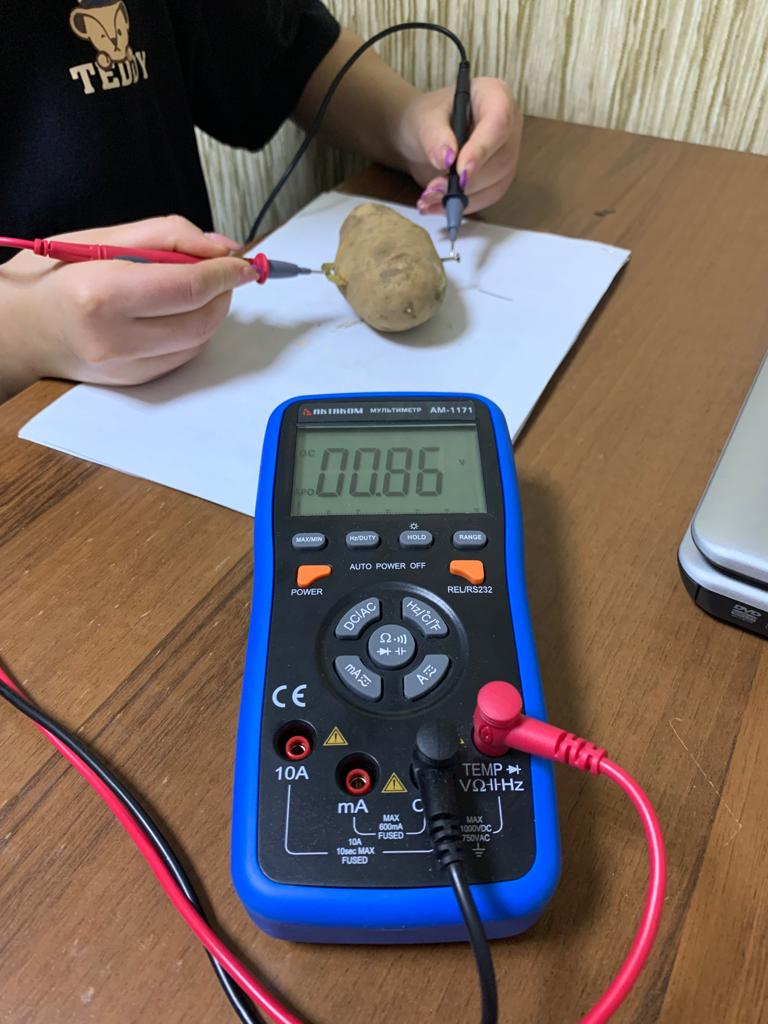 TEDDY
AKTAKOM МУЛЬТИМЕТР AM-1171
DC
00.86 V
APO
MAX/MIN Hz/DUTY HOLD RANGE
AUTO POWER OFF
POWER REL/RS232
DC/AC Hz/°C/°F
Ω
mA A
CE
10A
mA
C
TEMP
VΩHz
MAX
600mA
FUSED
MAX
1000VDC
750VAC
10A
10sec MAX
FUSED
DVD